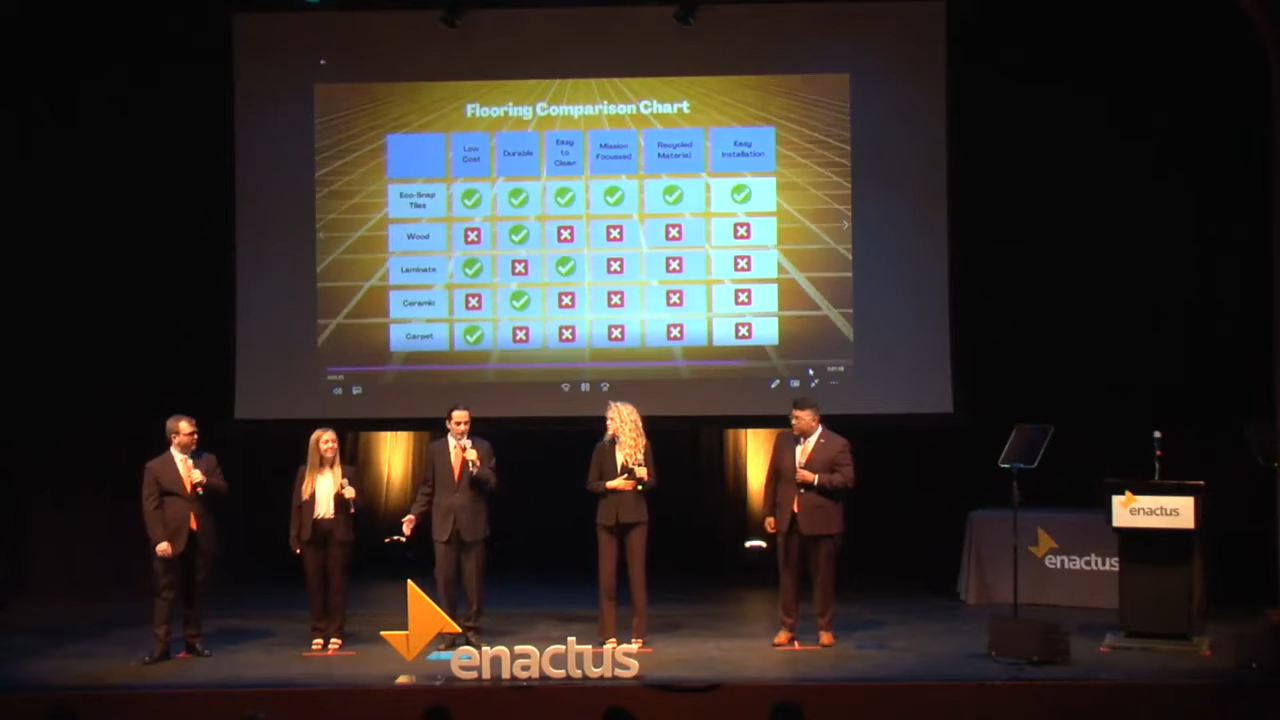 Flooring Comparison Chart
Low
Cost
Durable
Easy
to
Clean
Mission
Focussed
Recycled
Material
Easy
Installation
Eco-Snap
Tiles
Wood
Laminate
Ceramic
Carpet
enactus
enactus
enactus